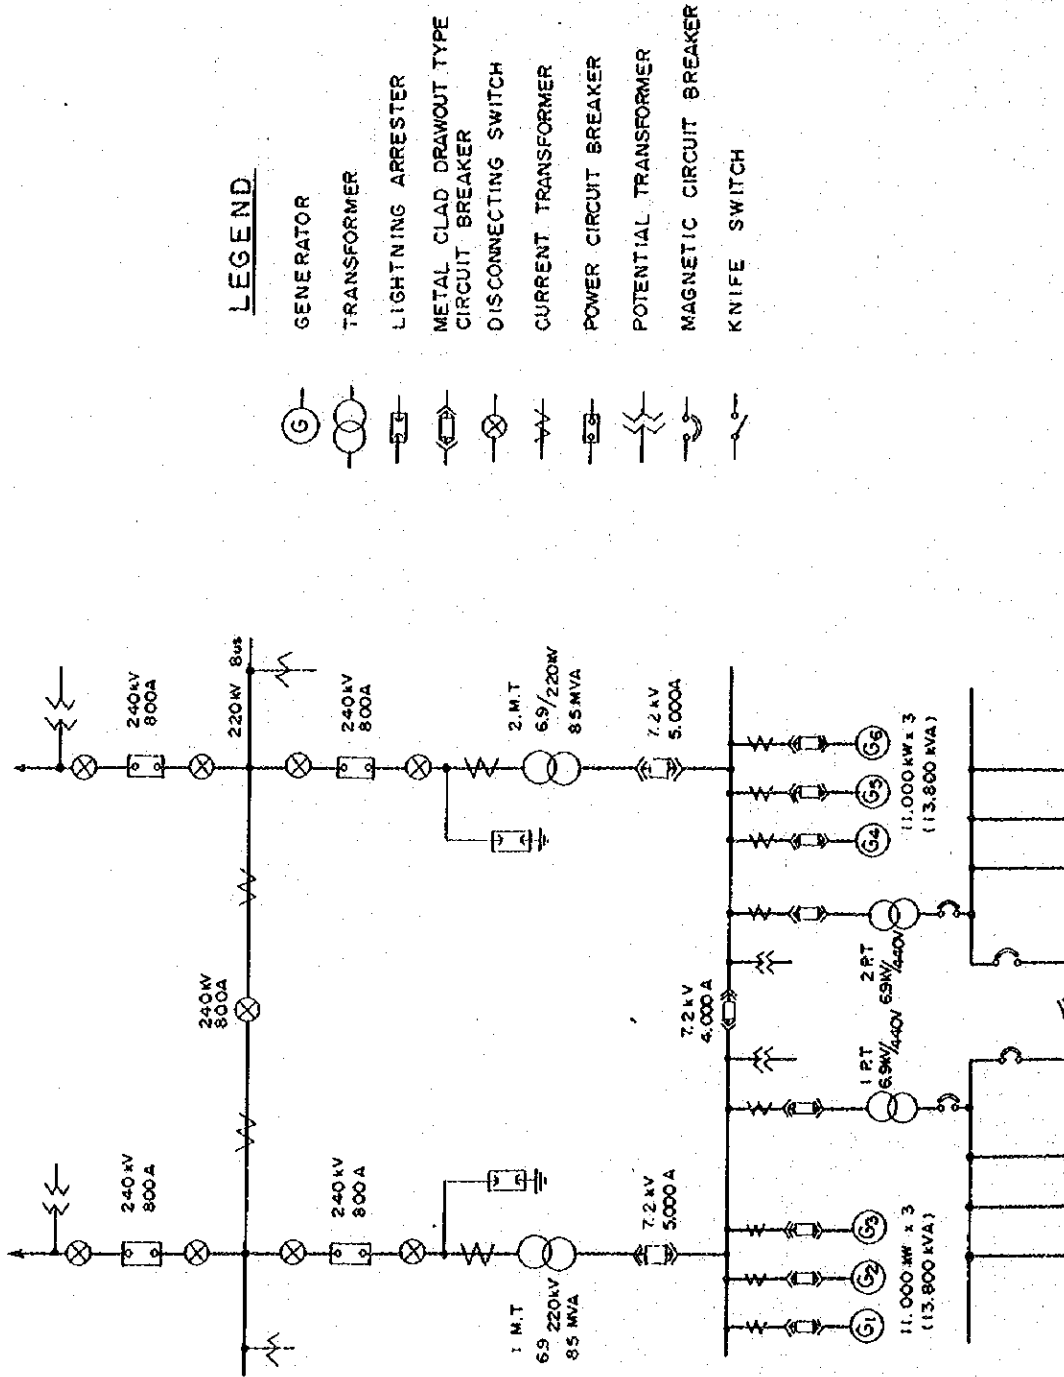 LEGEND
GENERATOR
TRANSFORMER
LIGHTNING ARRESTER
METAL CLAD DRAWOUT TYPE
CIRCUIT BREAKER
DISCONNECTING SWITCH
CURRENT TRANSFORMER
POWER CIRCUIT BREAKER
POTENTIAL TRANSFORMER
MAGNETIC CIRCUIT BREAKER
KNIFE SWITCH
G
240kV
800A
240kV
800A
220kV Bus
240kV
800A
240kV
800A
240kV
800A
1 M.T
6.9 220kV
85 MVA
2.M.T
6.9/220kV
85MVA
7.2kV
5.000A
7.2kV
5.000A
7.2kV
4.000A
G1
G2
G3
G4
G5
G6
11.000 kW x 3
(13.800 kVA)
11.000 kW x 3
(13.800 kVA)
1 P.T
6.9kV/440V
2 P.T
6.9kV/440V